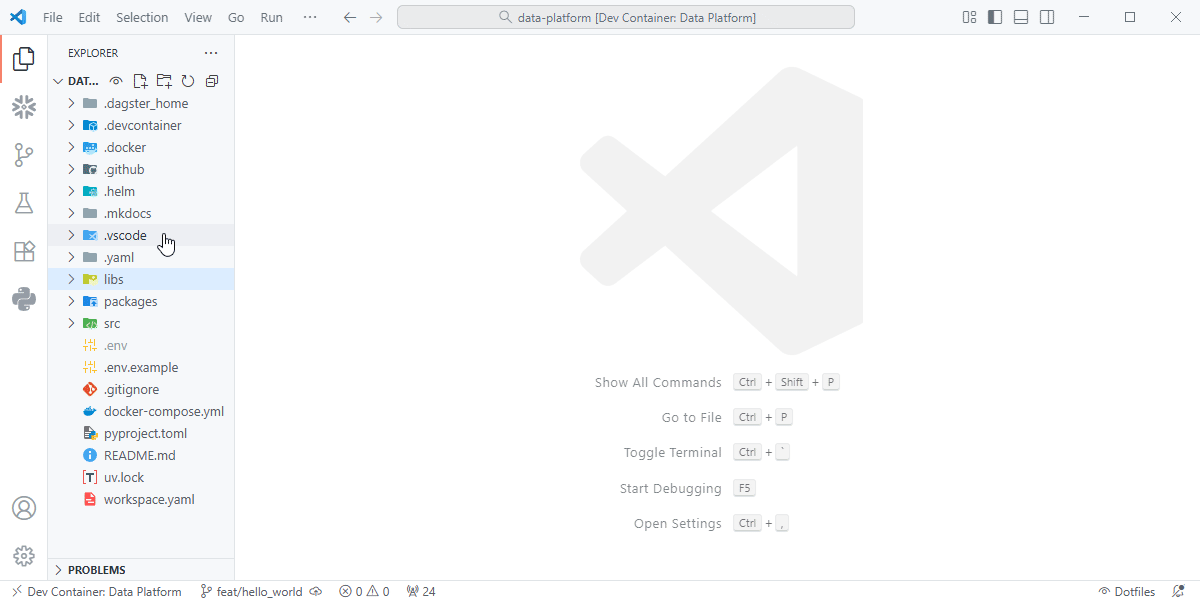 File Edit Selection View Go Run ··· data-platform [Dev Container: Data Platform]
EXPLORER ···
DAT...
.dagster_home
.devcontainer
.docker
.github
.helm
.mkdocs
.vscode
.yaml
libs
packages
src
.env
.env.example
.gitignore
docker-compose.yml
pyproject.toml
README.md
uv.lock
workspace.yaml
Show All Commands Ctrl + Shift + P
Go to File Ctrl + P
Toggle Terminal Ctrl + `
Start Debugging F5
Open Settings Ctrl + ,
PROBLEMS
Dev Container: Data Platform feat/hello_world 0 0 24 Dotfiles